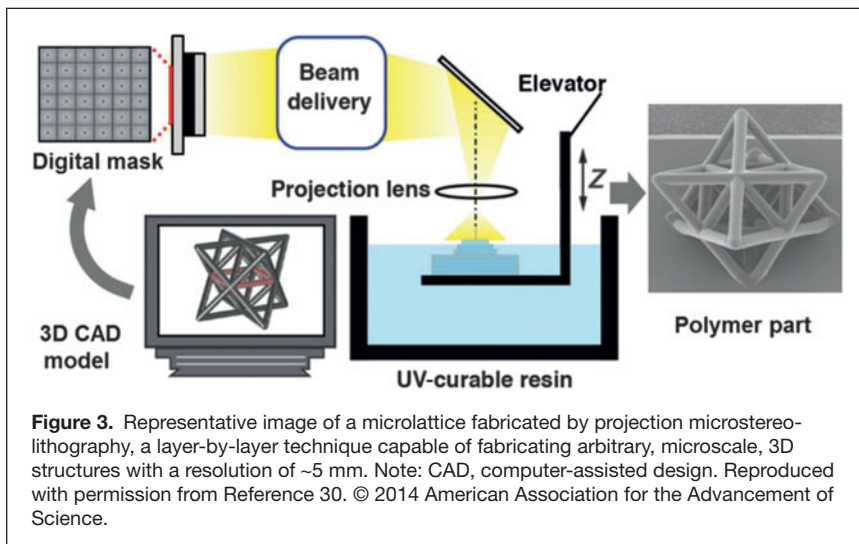 Digital mask
Beam
delivery
Elevator
Projection lens
Z
3D CAD
model
UV-curable resin
Polymer part
Figure 3. Representative image of a microlattice fabricated by projection microstereo-
lithography, a layer-by-layer technique capable of fabricating arbitrary, microscale, 3D
structures with a resolution of ~5 mm. Note: CAD, computer-assisted design. Reproduced
with permission from Reference 30. © 2014 American Association for the Advancement of
Science.